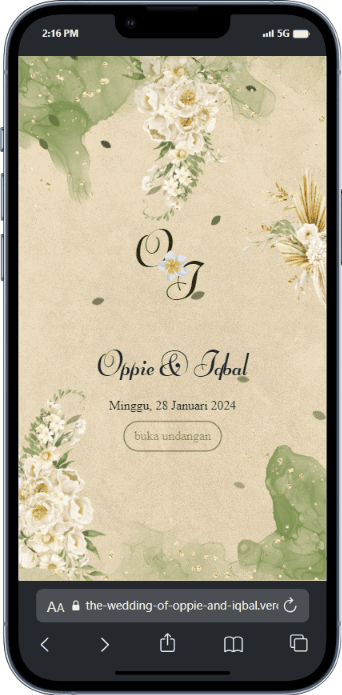 2:16 PM
5G
O
I
Oppie & Iqbal
Minggu, 28 Januari 2024
buka undangan
AA the-wedding-of-oppie-and-iqbal.verc